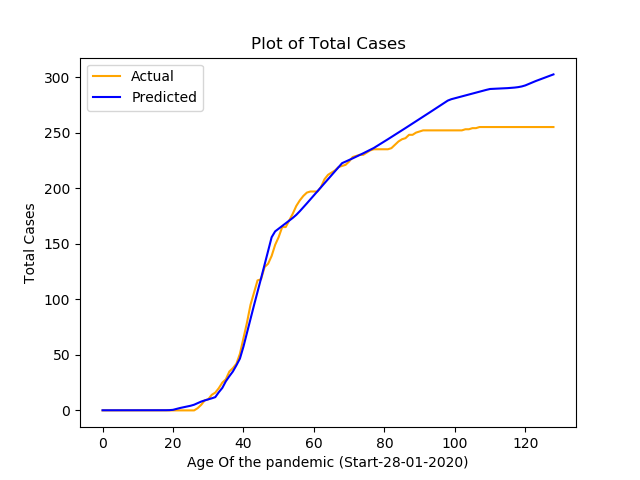 Plot of Total Cases
Actual
Predicted
300
250
200
150
100
50
0
Total Cases
0 20 40 60 80 100 120
Age Of the pandemic (Start-28-01-2020)